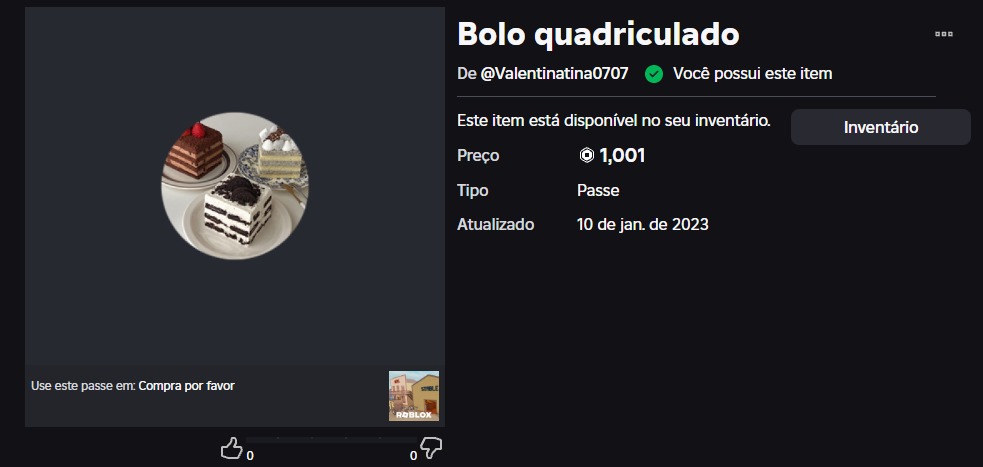 Bolo quadriculado
De @Valentinatina0707 Você possui este item
Este item está disponível no seu inventário.
Inventário
Preço 1,001
Tipo Passe
Atualizado 10 de jan. de 2023
Use este passe em: Compra por favor
ROBLOX
0 0